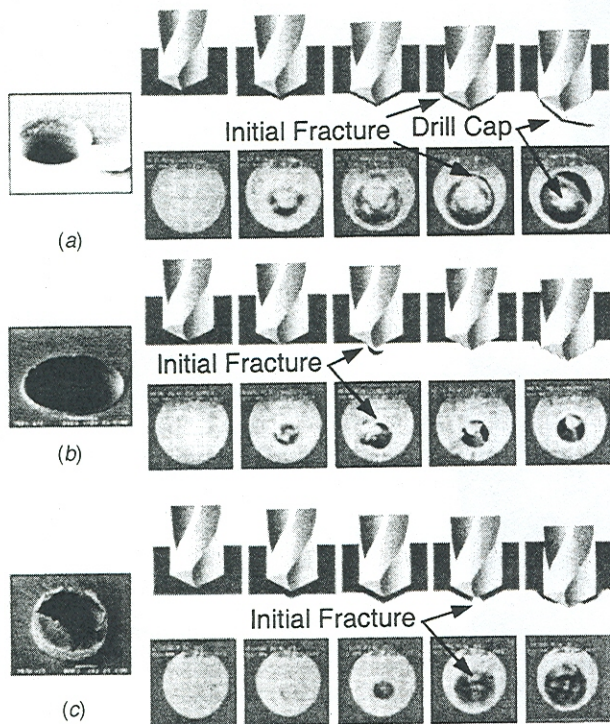 Initial Fracture Drill Cap
(a)
Initial Fracture
(b)
Initial Fracture
(c)